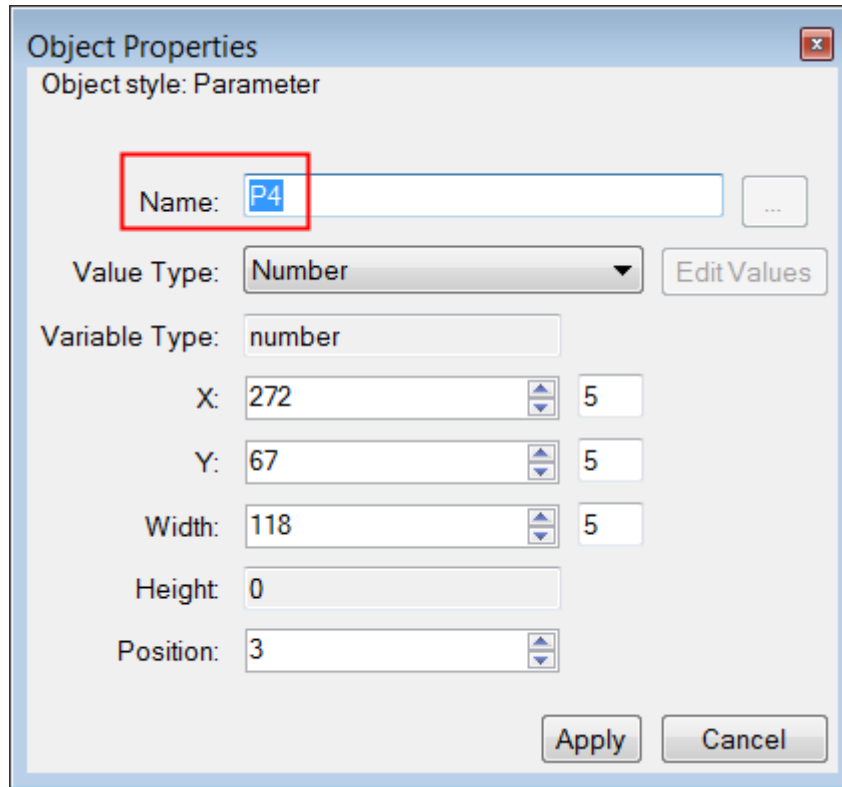 Object Properties
Object style: Parameter
Name: P4 ...
Value Type: Number Edit Values
Variable Type: number
X: 272 5
Y: 67 5
Width: 118 5
Height: 0
Position: 3
Apply Cancel